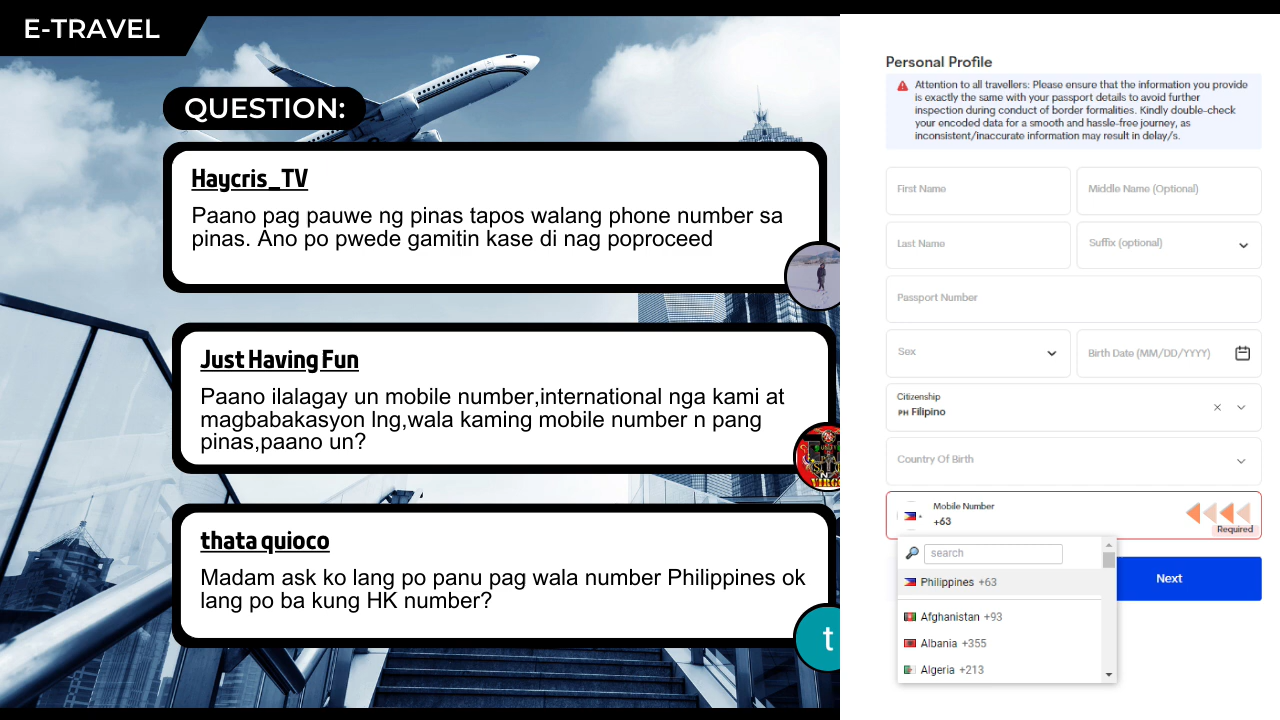 E-TRAVEL
QUESTION:
Haycris_TV
Paano pag pauwe ng pinas tapos walang phone number sa
pinas. Ano po pwede gamitin kase di nag poproceed
Just Having Fun
Paano ilalagay un mobile number,international nga kami at
magbabakasyon lng,wala kaming mobile number n pang
pinas,paano un?
thata quioco
Madam ask ko lang po panu pag wala number Philippines ok
lang po ba kung HK number?
t
Personal Profile
Attention to all travellers: Please ensure that the information you provide
is exactly the same with your passport details to avoid further
inspection during conduct of border formalities. Kindly double-check
your encoded data for a smooth and hassle-free journey, as
inconsistent/inaccurate information may result in delay/s.
First Name
Middle Name (Optional)
Last Name
Suffix (optional)
Passport Number
Sex
Birth Date (MM/DD/YYYY)
Citizenship
PH Filipino
Country Of Birth
Mobile Number
+63
Required
search
Philippines +63
Next
Afghanistan +93
Albania +355
Algeria +213